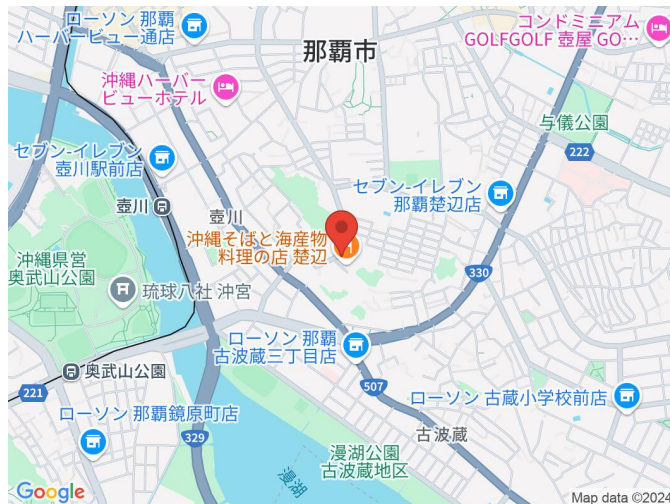 ローソン 那覇
ハーバービュー通店
那覇市
コンドミニアム
GOLFGOLF 壺屋 GO…
沖縄ハーバー
ビューホテル
与儀公園
222
セブン-イレブン
壺川駅前店
セブン-イレブン
那覇楚辺店
壺川
壺川
沖縄そばと海産物
料理の店 楚辺
沖縄県営
奥武山公園
琉球八社 沖宮
330
ローソン 那覇
古波蔵三丁目店
奥武山公園
221
507
ローソン 古蔵小学校前店
ローソン 那覇鏡原町店
329
古波蔵
漫湖公園
古波蔵地区
漫湖
Google
Map data ©2024